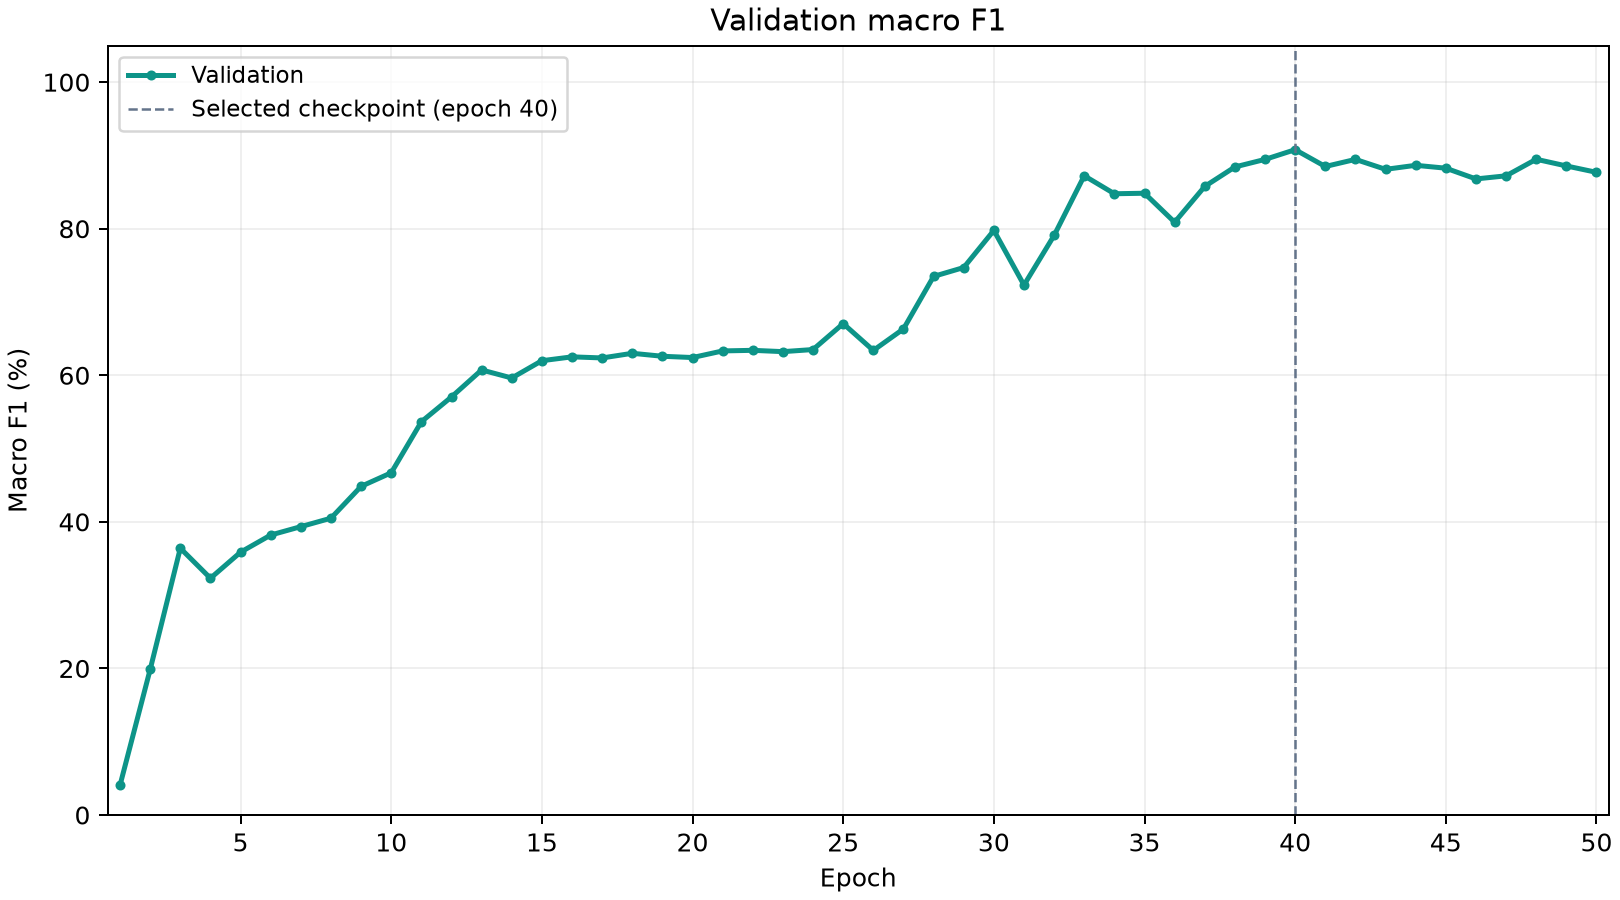 Validation macro F1
Validation
Selected checkpoint (epoch 40)
100
80
60
40
20
0
Macro F1 (%)
5 10 15 20 25 30 35 40 45 50
Epoch